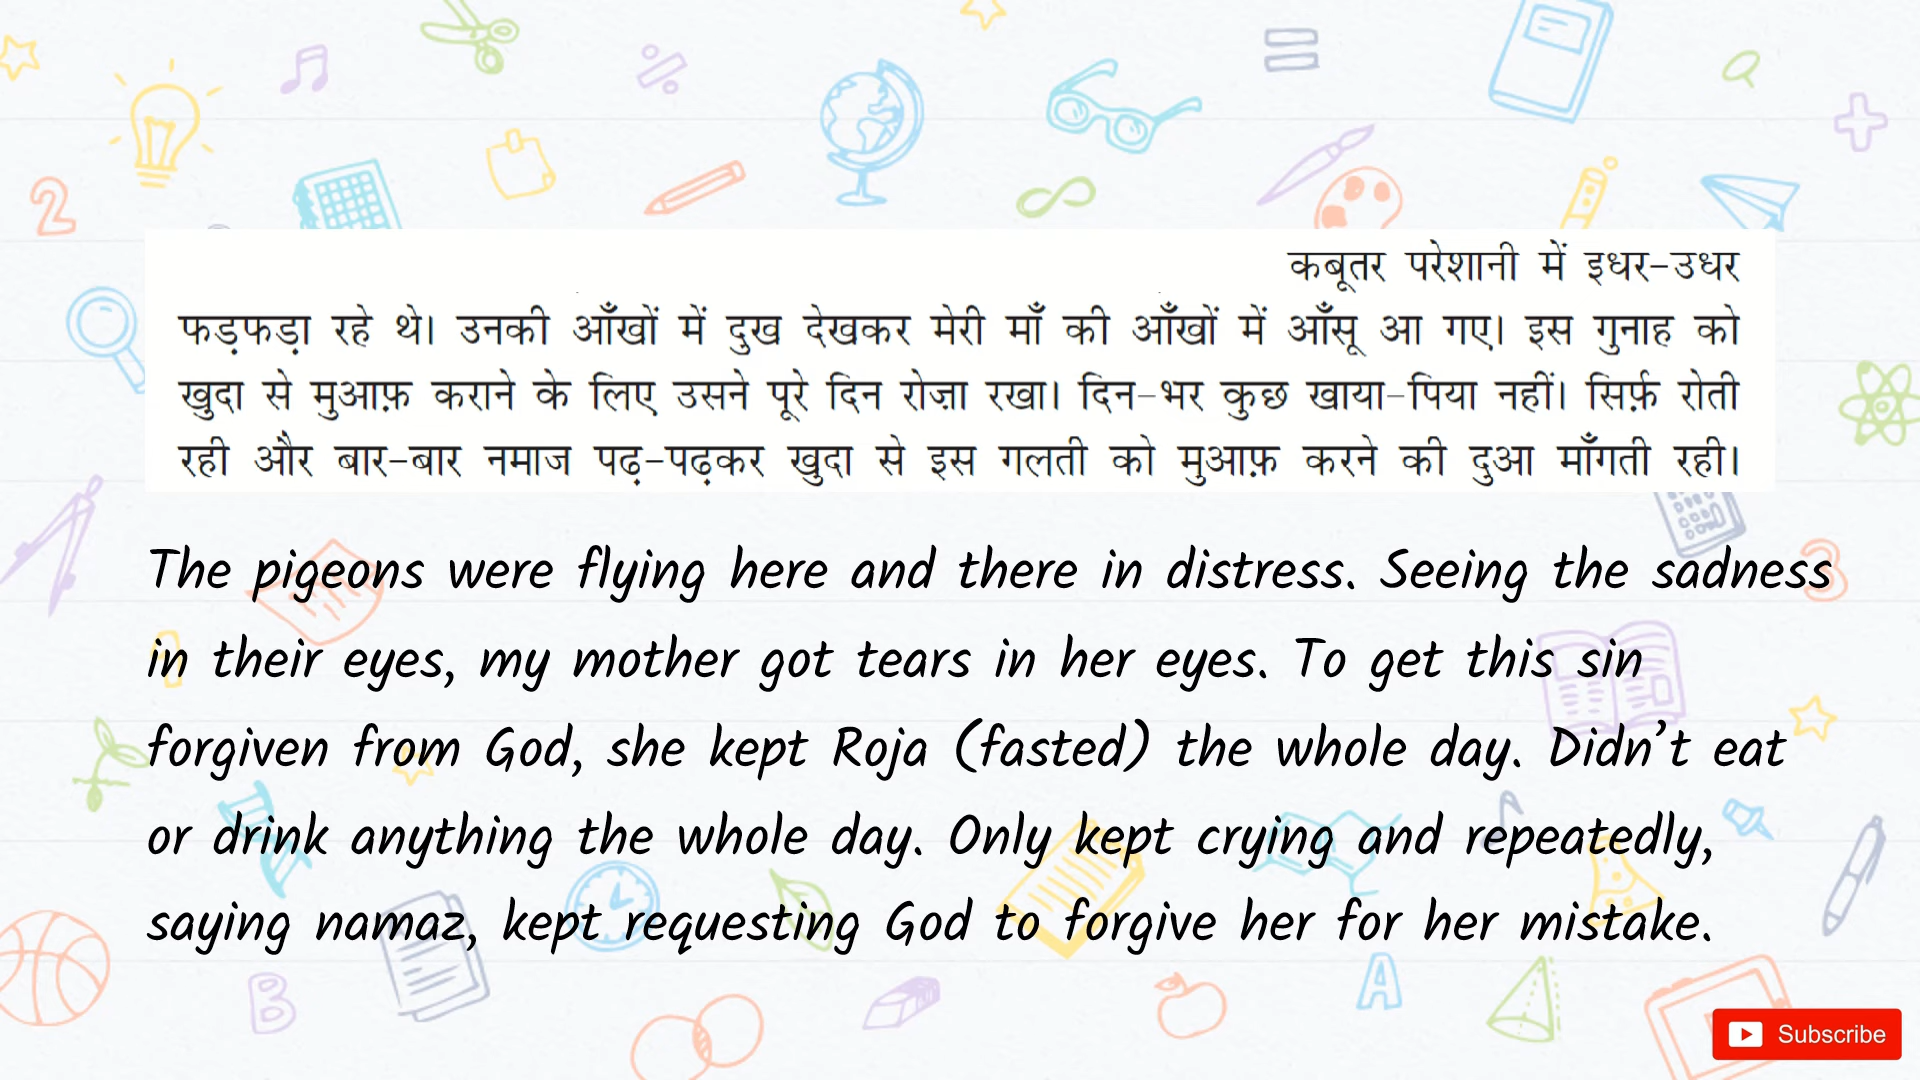 कबूतर परेशानी में इधर-उधर
फड़फड़ा रहे थे। उनकी आँखों में दुख देखकर मेरी माँ की आँखों में आँसू आ गए। इस गुनाह को
खुदा से मुआफ़ कराने के लिए उसने पूरे दिन रोज़ा रखा। दिन-भर कुछ खाया-पिया नहीं। सिर्फ़ रोती
रही और बार-बार नमाज पढ़-पढ़कर खुदा से इस गलती को मुआफ़ करने की दुआ माँगती रही।
The pigeons were flying here and there in distress. Seeing the sadness
in their eyes, my mother got tears in her eyes. To get this sin
forgiven from God, she kept Roja (fasted) the whole day. Didn't eat
or drink anything the whole day. Only kept crying and repeatedly,
saying namaz, kept requesting God to forgive her for her mistake.
Subscribe